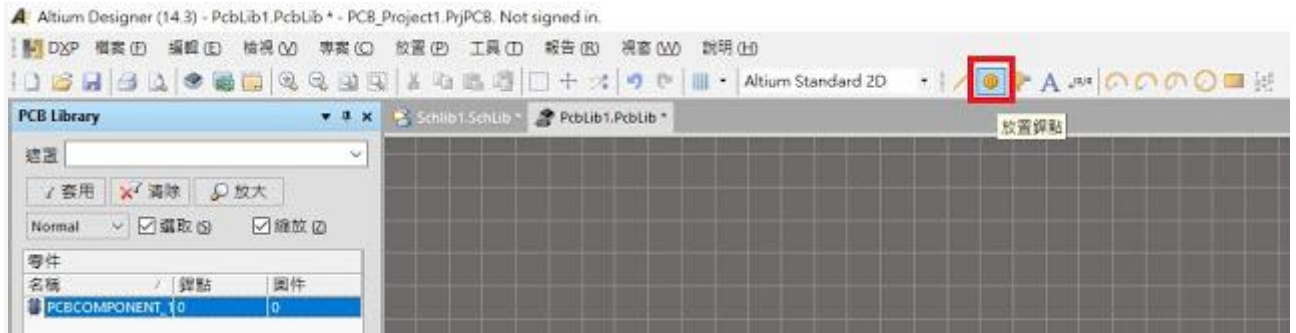 Altium Designer (14.3) - PcbLib1.PcbLib * - PCB_Project1.PrjPCB. Not signed in.
DXP 檔案 (F) 編輯 (E) 檢視 (V) 專案 (C) 放置 (P) 工具 (T) 報告 (R) 視窗 (W) 說明 (H)
Altium Standard 2D
PCB Library
Schlib1.SchLib *
PcbLib1.PcbLib *
放置銲點
遮罩
套用 清除 放大
Normal 選取 (S) 縮放 (Z)
零件
名稱 銲點 圖件
PCBCOMPONENT_1 0 0